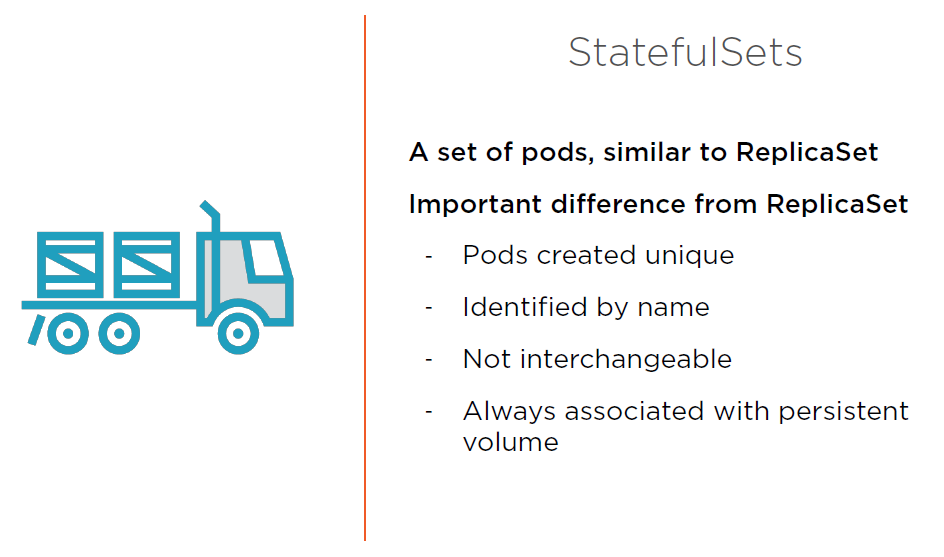 StatefulSets
A set of pods, similar to ReplicaSet
Important difference from ReplicaSet
- Pods created unique
- Identified by name
- Not interchangeable
- Always associated with persistent
volume